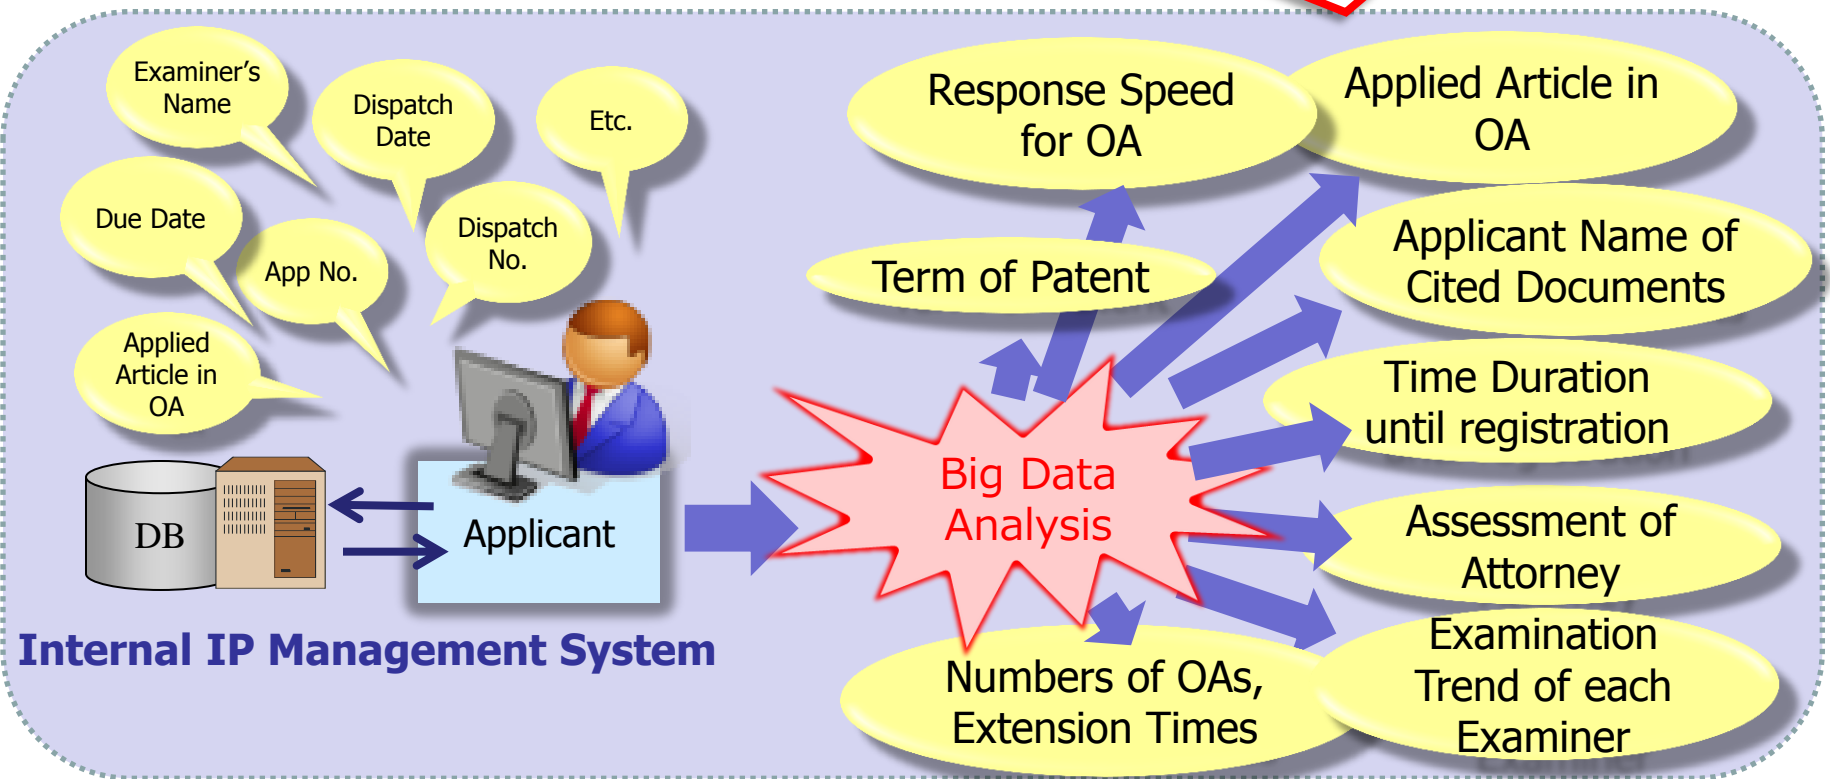 Examiner's
Name
Dispatch
Date
Etc.
Due Date
App No.
Dispatch
No.
Applied
Article in
OA
DB
Applicant
Internal IP Management System
Big Data
Analysis
Response Speed
for OA
Applied Article in
OA
Term of Patent
Applicant Name of
Cited Documents
Time Duration
until registration
Assessment of
Attorney
Numbers of OAs,
Extension Times
Examination
Trend of each
Examiner